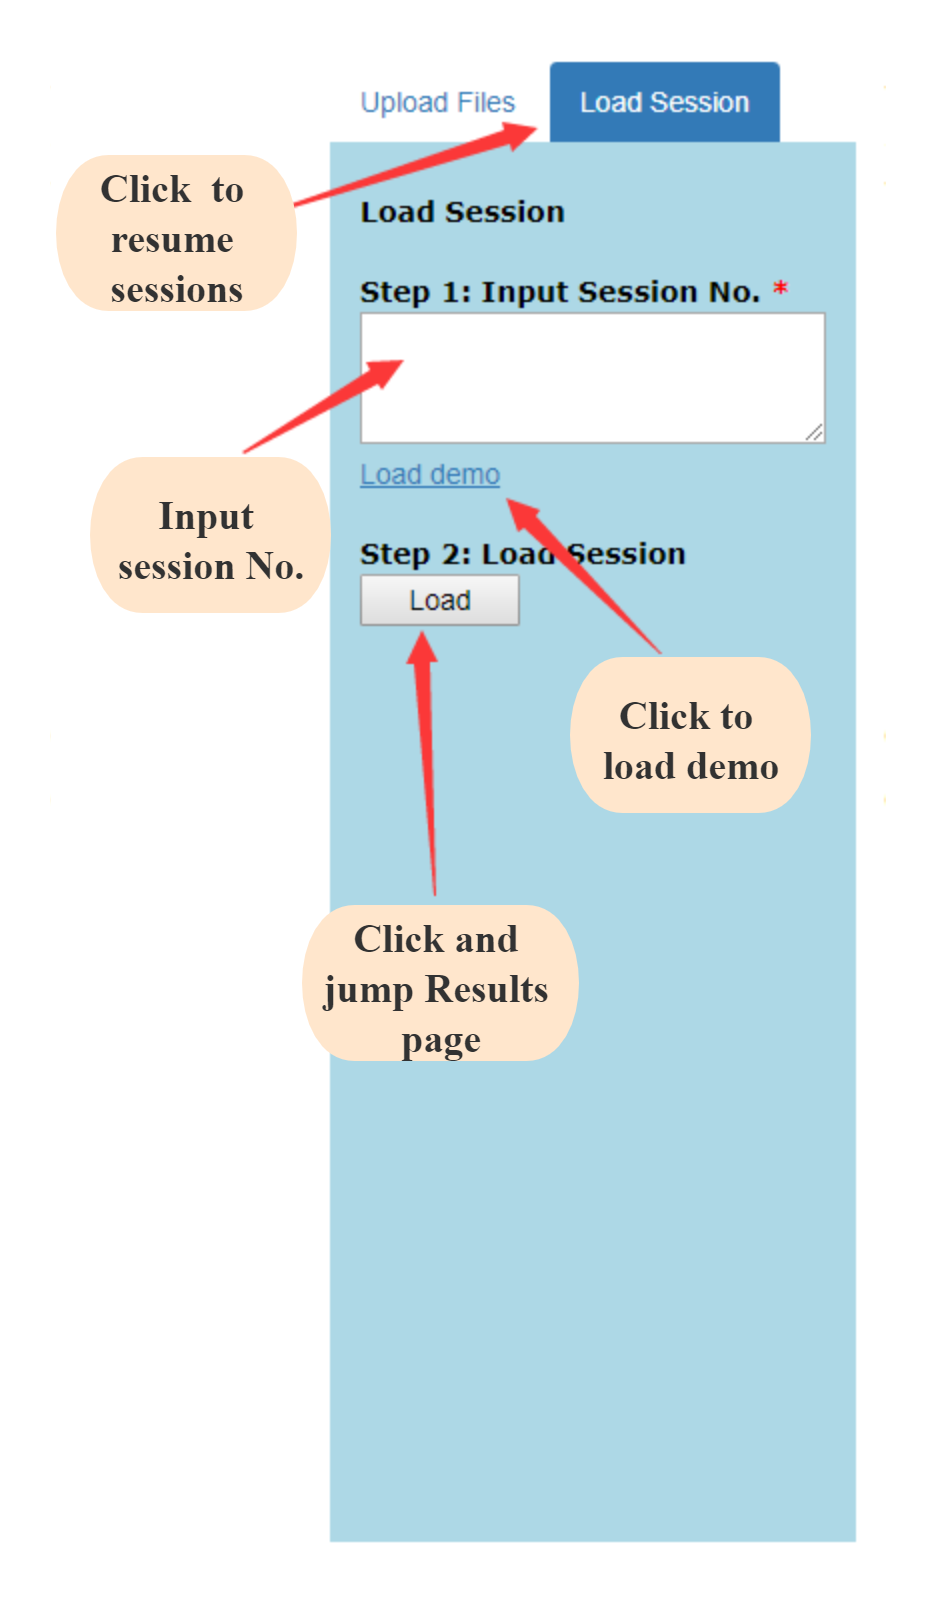 Upload Files
Load Session
Click to
resume
sessions
Load Session
Step 1: Input Session No. *
Input
session No.
Load demo
Step 2: Load Session
Load
Click to
load demo
Click and
jump Results
page